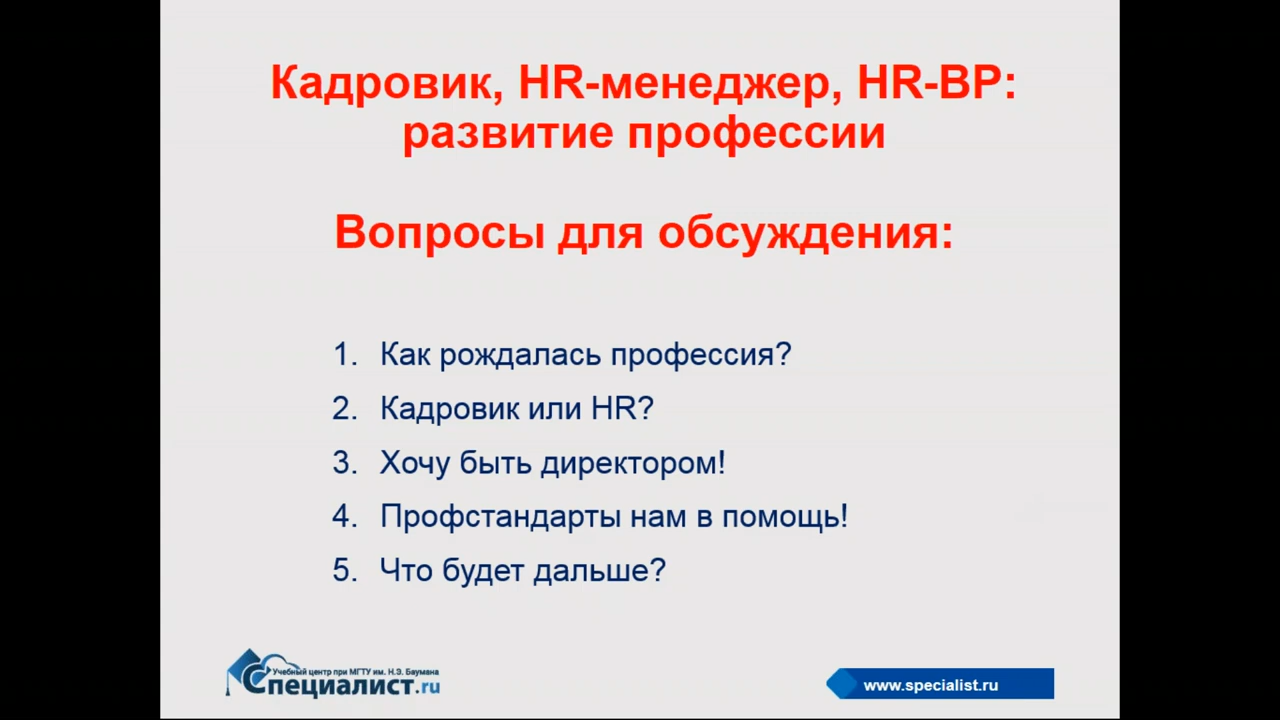 Кадровик, HR-менеджер, HR-BP:
развитие профессии
Вопросы для обсуждения:
1. Как рождалась профессия?
2. Кадровик или HR?
3. Хочу быть директором!
4. Профстандарты нам в помощь!
5. Что будет дальше?
Учебный центр при МГТУ им. Н.Э. Баумана
Специалист.ru
www.specialist.ru